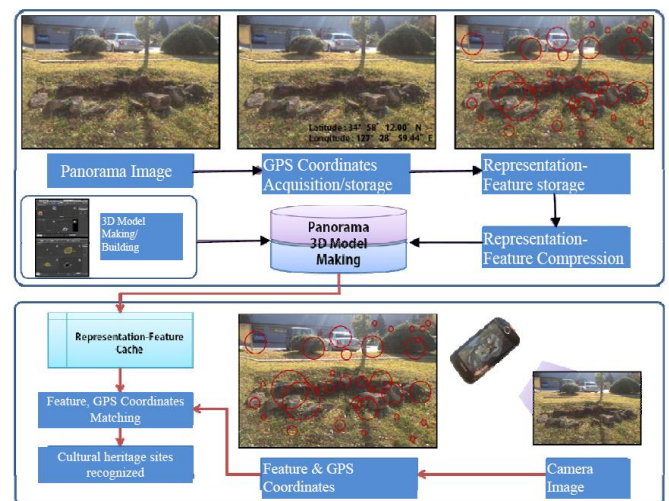 Latitude: 34° 58' 12.00" N
Longitude: 127° 28' 59.44" E
Panorama Image
GPS Coordinates
Acquisition/storage
Representation-
Feature storage
3D Model
Making/
Building
Panorama
3D Model
Making
Representation-
Feature Compression
Representation-Feature
Cache
Feature, GPS Coordinates
Matching
Cultural heritage sites
recognized
Feature & GPS
Coordinates
Camera
Image